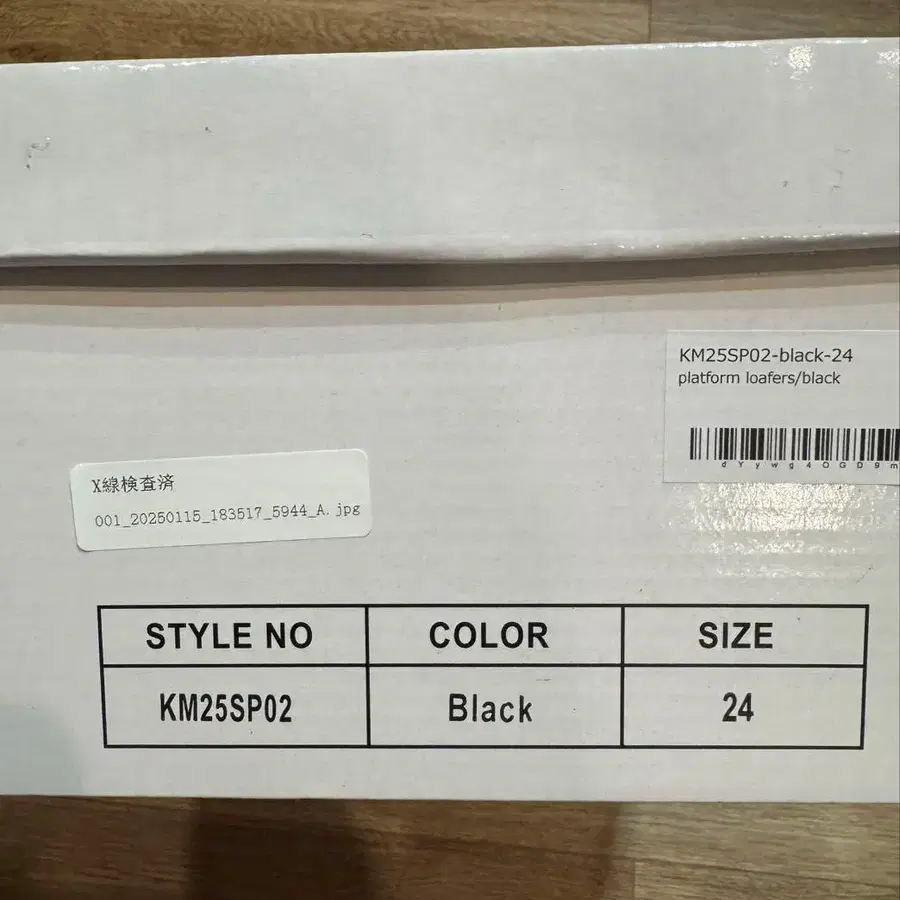 KM25SP02-black-24
platform loafers/black
dYywg4OGD9m
X線検査済
001_20250115_183517_5944_A.jpg
STYLE NO COLOR SIZE
KM25SP02 Black 24